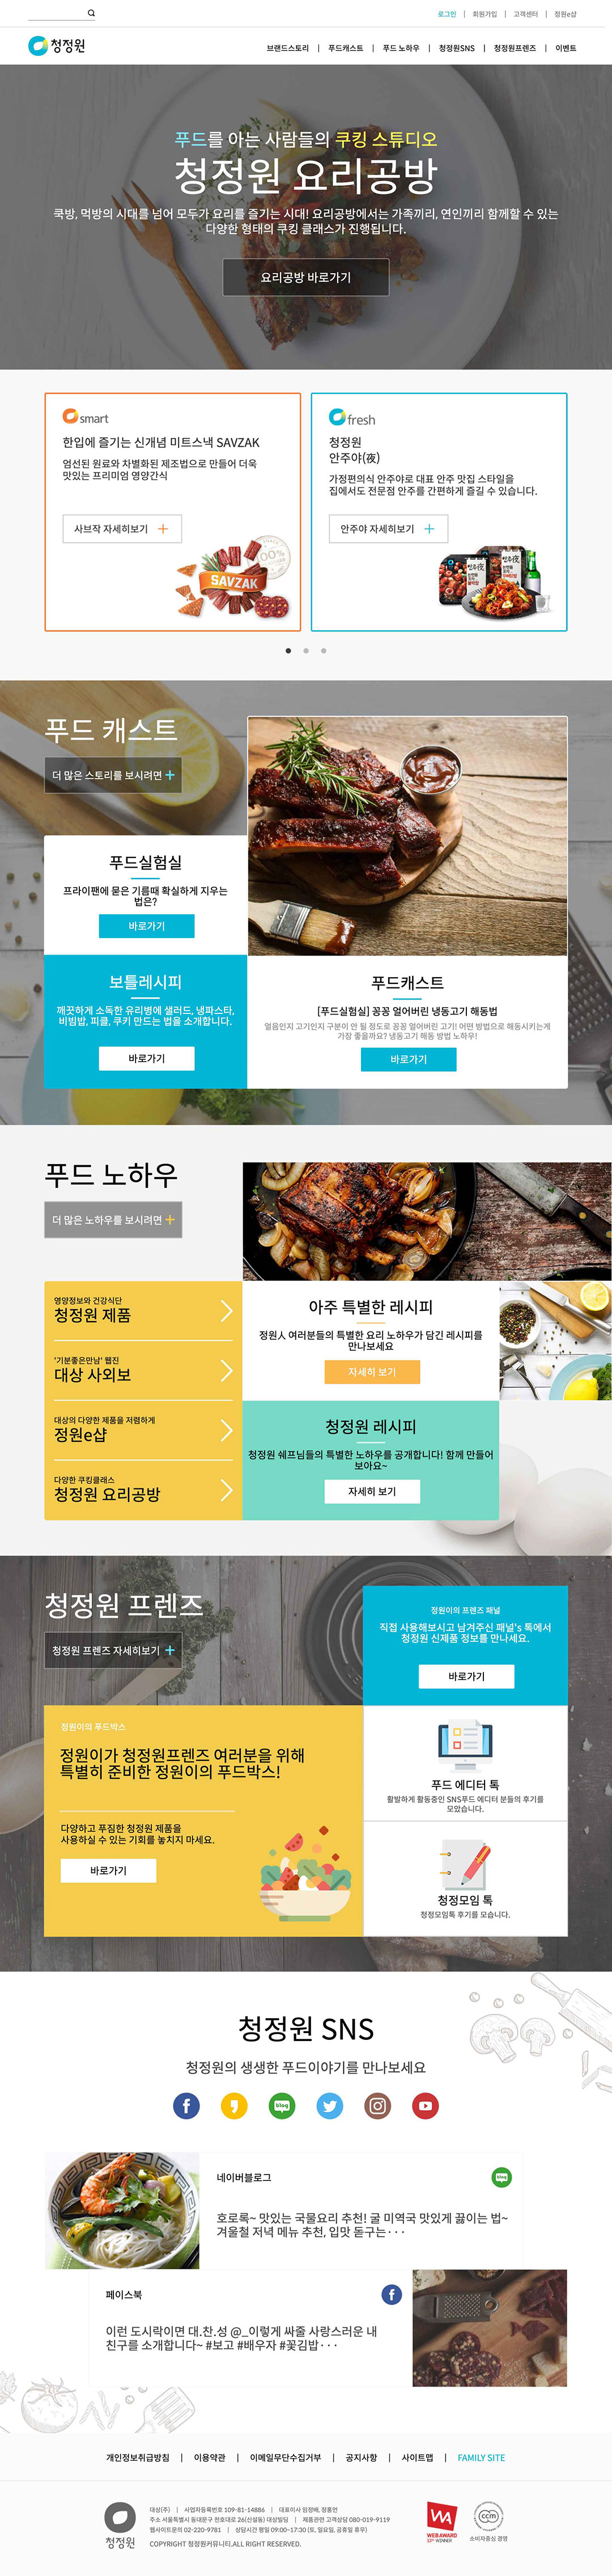 로그인 | 회원가입 | 고객센터 | 정원e샵
청정원
브랜드스토리 | 푸드캐스트 | 푸드 노하우 | 청정원SNS | 청정원프렌즈 | 이벤트
푸드를 아는 사람들의 쿠킹 스튜디오
청정원 요리공방
쿡방, 먹방의 시대를 넘어 모두가 요리를 즐기는 시대! 요리공방에서는 가족끼리, 연인끼리 함께할 수 있는
다양한 형태의 쿠킹 클래스가 진행됩니다.
요리공방 바로가기
smart
한입에 즐기는 신개념 미트스낵 SAVZAK
엄선된 원료와 차별화된 제조법으로 만들어 더욱
맛있는 프리미엄 영양간식
사브작 자세히보기 +
SAVZAK
fresh
청정원
안주야(夜)
가정편의식 안주야로 대표 안주 맛집 스타일을
집에서도 전문점 안주를 간편하게 즐길 수 있습니다.
안주야 자세히보기 +
안주夜
푸드 캐스트
더 많은 스토리를 보시려면 +
푸드실험실
프라이팬에 묻은 기름때 확실하게 지우는
법은?
바로가기
보틀레시피
깨끗하게 소독한 유리병에 샐러드, 냉파스타,
비빔밥, 피클, 쿠키 만드는 법을 소개합니다.
바로가기
푸드캐스트
[푸드실험실] 꽁꽁 얼어버린 냉동고기 해동법
얼음인지 고기인지 구분이 안 될 정도로 꽁꽁 얼어버린 고기! 어떤 방법으로 해동시키는게
가장 좋을까요? 냉동고기 해동 방법 노하우!
바로가기
푸드 노하우
더 많은 노하우를 보시려면 +
영양정보와 건강식단
청정원 제품
'기분좋은만남' 웹진
대상 사외보
대상의 다양한 제품을 저렴하게
정원e샵
다양한 쿠킹클래스
청정원 요리공방
아주 특별한 레시피
정원人 여러분들의 특별한 요리 노하우가 담긴 레시피를
만나보세요
자세히 보기
청정원 레시피
청정원 쉐프님들의 특별한 노하우를 공개합니다! 함께 만들어
보아요~
자세히 보기
청정원 프렌즈
청정원 프렌즈 자세히보기 +
정원이의 프렌즈 패널
직접 사용해보시고 남겨주신 패널's 톡에서
청정원 신제품 정보를 만나세요.
바로가기
정원이의 푸드박스
정원이가 청정원프렌즈 여러분을 위해
특별히 준비한 정원이의 푸드박스!
다양하고 푸짐한 청정원 제품을
사용하실 수 있는 기회를 놓치지 마세요.
바로가기
푸드 에디터 톡
활발하게 활동중인 SNS푸드 에디터 분들의 후기를
모았습니다.
청정모임 톡
청정모임톡 후기를 모습니다.
청정원 SNS
청정원의 생생한 푸드이야기를 만나보세요
blog
네이버블로그
blog
호로록~ 맛있는 국물요리 추천! 굴 미역국 맛있게 끓이는 법~
겨울철 저녁 메뉴 추천, 입맛 돋구는···
페이스북
이런 도시락이면 대.찬.성 @_이렇게 싸줄 사랑스러운 내
친구를 소개합니다~ #보고 #배우자 #꽃김밥···
개인정보취급방침 | 이용약관 | 이메일무단수집거부 | 공지사항 | 사이트맵 | FAMILY SITE
청정원
대상(주) | 사업자등록번호 109-81-14886 | 대표이사 임정배, 정홍언
주소 서울특별시 동대문구 천호대로 26(신설동) 대상빌딩 | 제품관련 고객상담 080-019-9119
웹사이트문의 02-220-9781 | 상담시간 평일 09:00~17:30 (토, 일요일, 공휴일 휴무)
COPYRIGHT 청정원커뮤니티.ALL RIGHT RESERVED.
WA
WEB AWARD
WINNER
ccm
소비자중심 경영